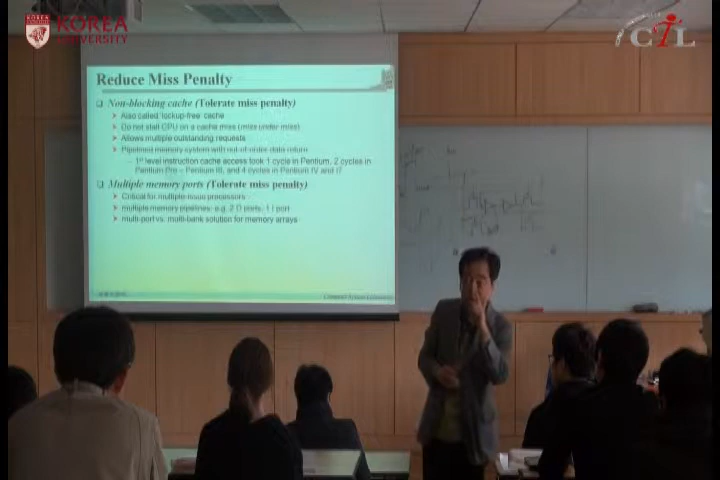 KOREA
UNIVERSITY
CTL
Reduce Miss Penalty
Non-blocking cache (Tolerate miss penalty)
Also called 'lockup-free' cache
Do not stall CPU on a cache miss (miss under miss)
Allows multiple outstanding requests
Pipelined memory system with out-of-order data return
– 1st level instruction cache access took 1 cycle in Pentium, 2 cycles in
Pentium Pro – Pentium III, and 4 cycles in Pentium IV and i7
Multiple memory ports (Tolerate miss penalty)
Critical for multiple-issue processors
multiple memory pipelines: e.g. 2 D ports, 1 I port
multi-port vs. multi-bank solution for memory arrays